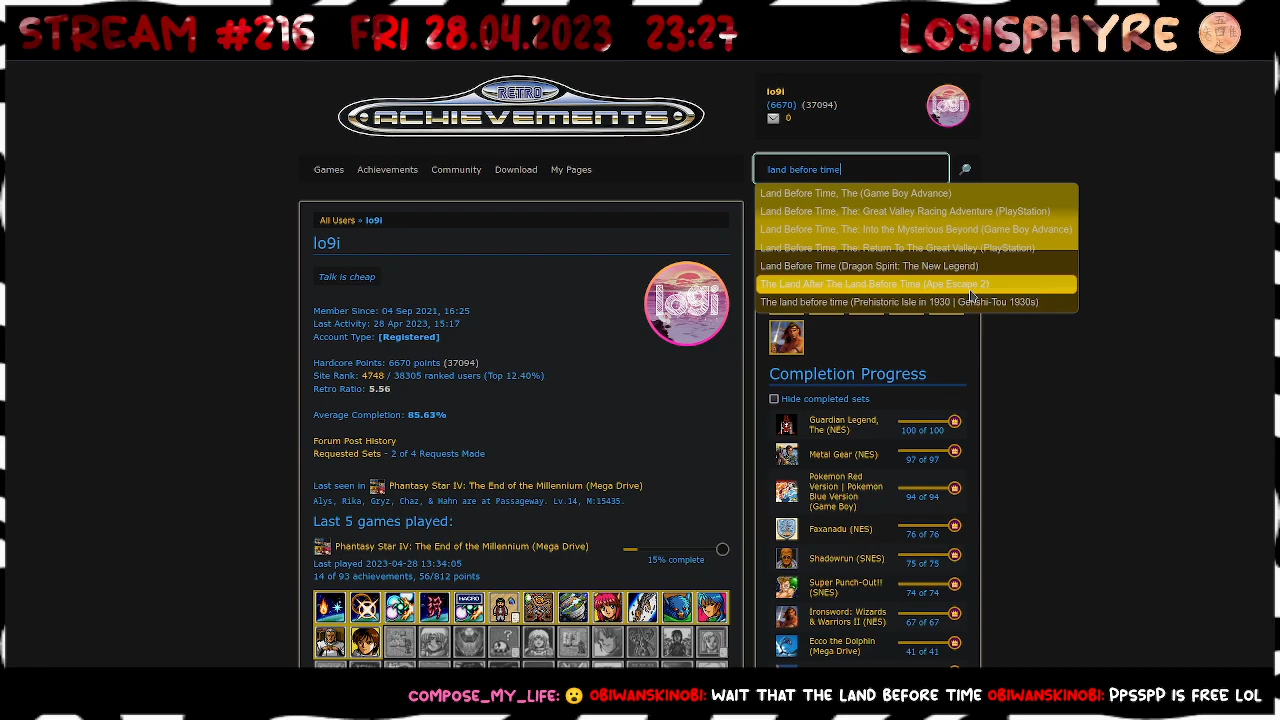 STREAM #216 FRI 28.04.2023 23:27 LO9ISPHYRE
RETRO
ACHIEVEMENTS
lo9i
(6670) (37094)
0
Games Achievements Community Download My Pages
land before time
Land Before Time, The (Game Boy Advance)
Land Before Time, The: Great Valley Racing Adventure (PlayStation)
Land Before Time, The: Into the Mysterious Beyond (Game Boy Advance)
Land Before Time, The: Return To The Great Valley (PlayStation)
Land Before Time (Dragon Spirit: The New Legend)
The Land After The Land Before Time (Ape Escape 2)
The land before time (Prehistoric Isle in 1930 | Genshi-Tou 1930s)
All Users » lo9i
lo9i
Talk is cheap
lo9i
Member Since: 04 Sep 2021, 16:25
Last Activity: 28 Apr 2023, 15:17
Account Type: [Registered]
Hardcore Points: 6670 points (37094)
Site Rank: 4748 / 38305 ranked users (Top 12.40%)
Retro Ratio: 5.56
Average Completion: 85.63%
Forum Post History
Requested Sets - 2 of 4 Requests Made
Last seen in Phantasy Star IV: The End of the Millennium (Mega Drive)
Alys, Rika, Gryz, Chaz, & Hahn are at Passageway. Lv.14, M:15435.
Last 5 games played:
Phantasy Star IV: The End of the Millennium (Mega Drive)
15% complete
Last played 2023-04-28 13:34:05
14 of 93 achievements, 56/812 points
MACRO
Completion Progress
Hide completed sets
Guardian Legend, The (NES)
100 of 100
Metal Gear (NES)
97 of 97
Pokemon Red
Version | Pokemon
Blue Version
(Game Boy)
94 of 94
Faxanadu (NES)
76 of 76
Shadowrun (SNES)
75 of 75
Super Punch-Out!!
(SNES)
74 of 74
Ironsword: Wizards
& Warriors II (NES)
67 of 67
Ecco the Dolphin
(Mega Drive)
41 of 41
COMPOSE_MY_LIFE: 😮 OBIWANSKINOBI: WAIT THAT THE LAND BEFORE TIME OBIWANSKINOBI: PPSSPP IS FREE LOL